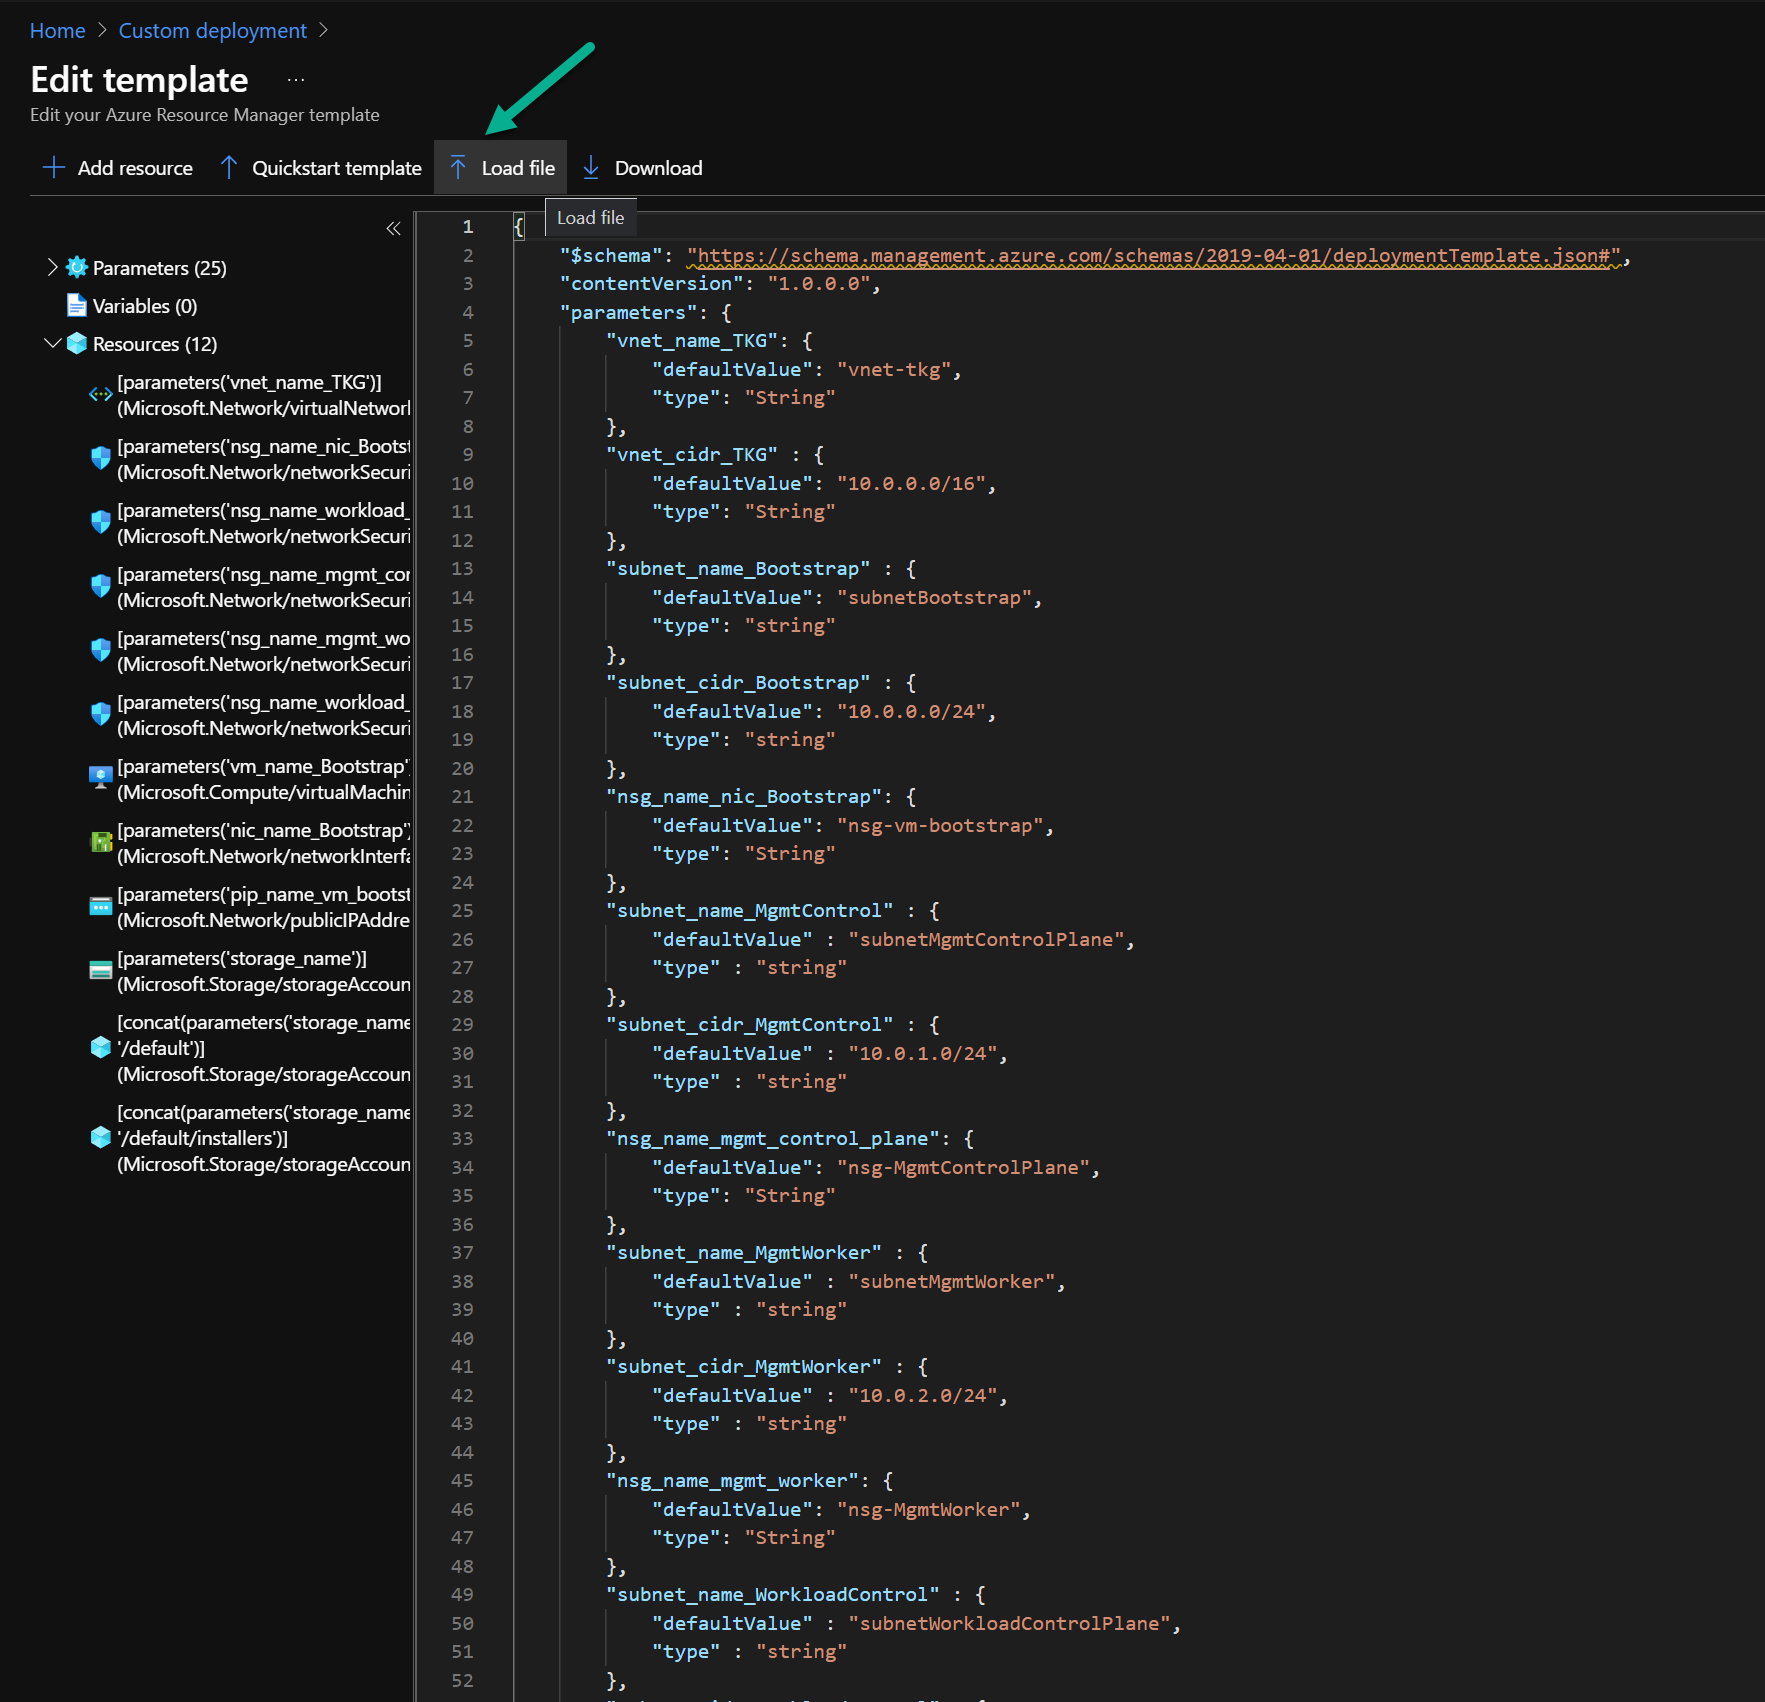 Home > Custom deployment >
Edit template ...
Edit your Azure Resource Manager template
Add resource Quickstart template Load file Download
Load file
Parameters (25)
Variables (0)
Resources (12)
[parameters('vnet_name_TKG')]
(Microsoft.Network/virtualNetwork
[parameters('nsg_name_nic_Bootst
(Microsoft.Network/networkSecuri
[parameters('nsg_name_workload_
(Microsoft.Network/networkSecuri
[parameters('nsg_name_mgmt_cor
(Microsoft.Network/networkSecuri
[parameters('nsg_name_mgmt_wo
(Microsoft.Network/networkSecuri
[parameters('nsg_name_workload_
(Microsoft.Network/networkSecuri
[parameters('vm_name_Bootstrap'
(Microsoft.Compute/virtualMachin
[parameters('nic_name_Bootstrap')
(Microsoft.Network/networkInterfa
[parameters('pip_name_vm_bootst
(Microsoft.Network/publicIPAddre
[parameters('storage_name')]
(Microsoft.Storage/storageAccoun
[concat(parameters('storage_name
'/default')]
(Microsoft.Storage/storageAccoun
[concat(parameters('storage_name
'/default/installers')]
(Microsoft.Storage/storageAccoun
1 {
2 "$schema": "https://schema.management.azure.com/schemas/2019-04-01/deploymentTemplate.json#",
3 "contentVersion": "1.0.0.0",
4 "parameters": {
5 "vnet_name_TKG": {
6 "defaultValue": "vnet-tkg",
7 "type": "String"
8 },
9 "vnet_cidr_TKG" : {
10 "defaultValue": "10.0.0.0/16",
11 "type": "String"
12 },
13 "subnet_name_Bootstrap" : {
14 "defaultValue": "subnetBootstrap",
15 "type": "string"
16 },
17 "subnet_cidr_Bootstrap" : {
18 "defaultValue": "10.0.0.0/24",
19 "type": "string"
20 },
21 "nsg_name_nic_Bootstrap": {
22 "defaultValue": "nsg-vm-bootstrap",
23 "type": "String"
24 },
25 "subnet_name_MgmtControl" : {
26 "defaultValue" : "subnetMgmtControlPlane",
27 "type" : "string"
28 },
29 "subnet_cidr_MgmtControl" : {
30 "defaultValue" : "10.0.1.0/24",
31 "type" : "string"
32 },
33 "nsg_name_mgmt_control_plane": {
34 "defaultValue": "nsg-MgmtControlPlane",
35 "type": "String"
36 },
37 "subnet_name_MgmtWorker" : {
38 "defaultValue" : "subnetMgmtWorker",
39 "type" : "string"
40 },
41 "subnet_cidr_MgmtWorker" : {
42 "defaultValue" : "10.0.2.0/24",
43 "type" : "string"
44 },
45 "nsg_name_mgmt_worker": {
46 "defaultValue": "nsg-MgmtWorker",
47 "type": "String"
48 },
49 "subnet_name_WorkloadControl" : {
50 "defaultValue" : "subnetWorkloadControlPlane",
51 "type" : "string"
52 },